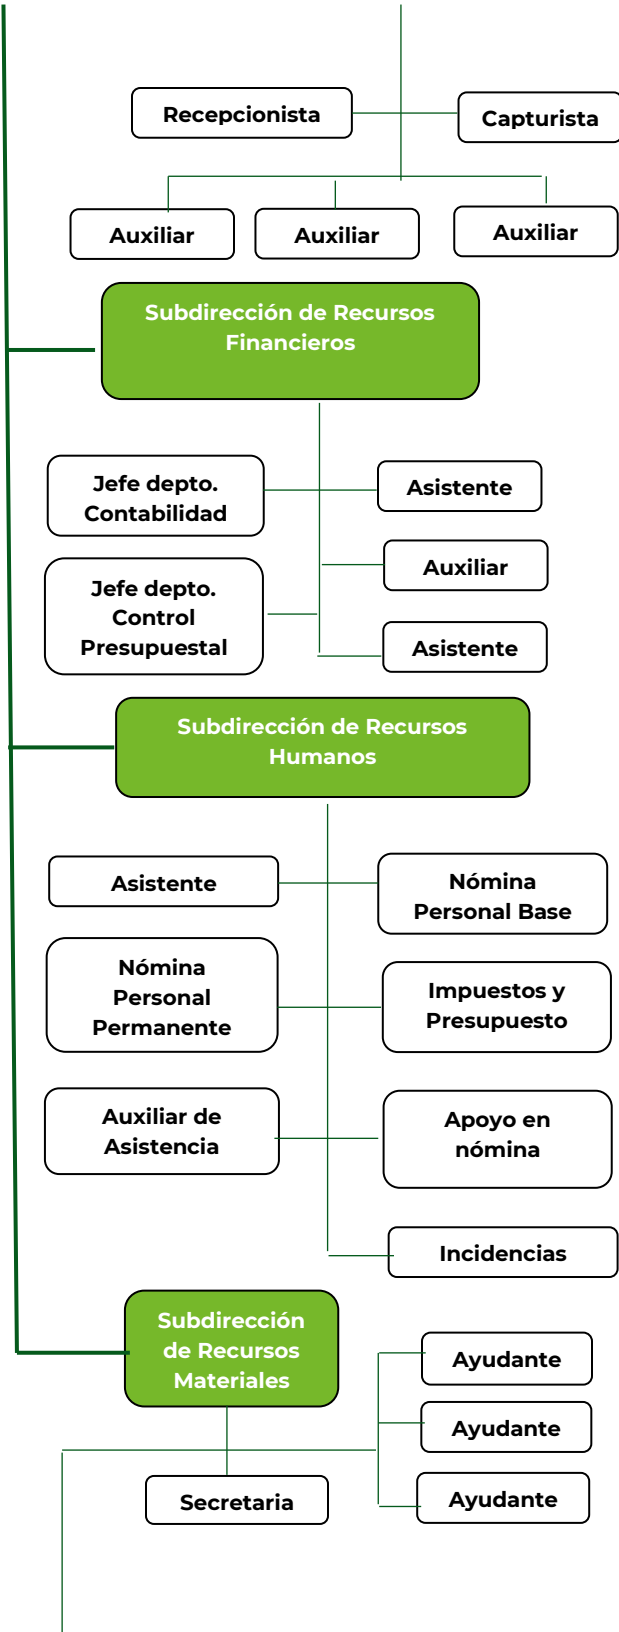 Recepcionista
Capturista
Auxiliar
Auxiliar
Auxiliar
Subdirección de Recursos
Financieros
Jefe depto.
Contabilidad
Asistente
Auxiliar
Jefe depto.
Control
Presupuestal
Asistente
Subdirección de Recursos
Humanos
Asistente
Nómina
Personal Base
Nómina
Personal
Permanente
Impuestos y
Presupuesto
Auxiliar de
Asistencia
Apoyo en
nómina
Incidencias
Subdirección
de Recursos
Materiales
Ayudante
Ayudante
Secretaria
Ayudante